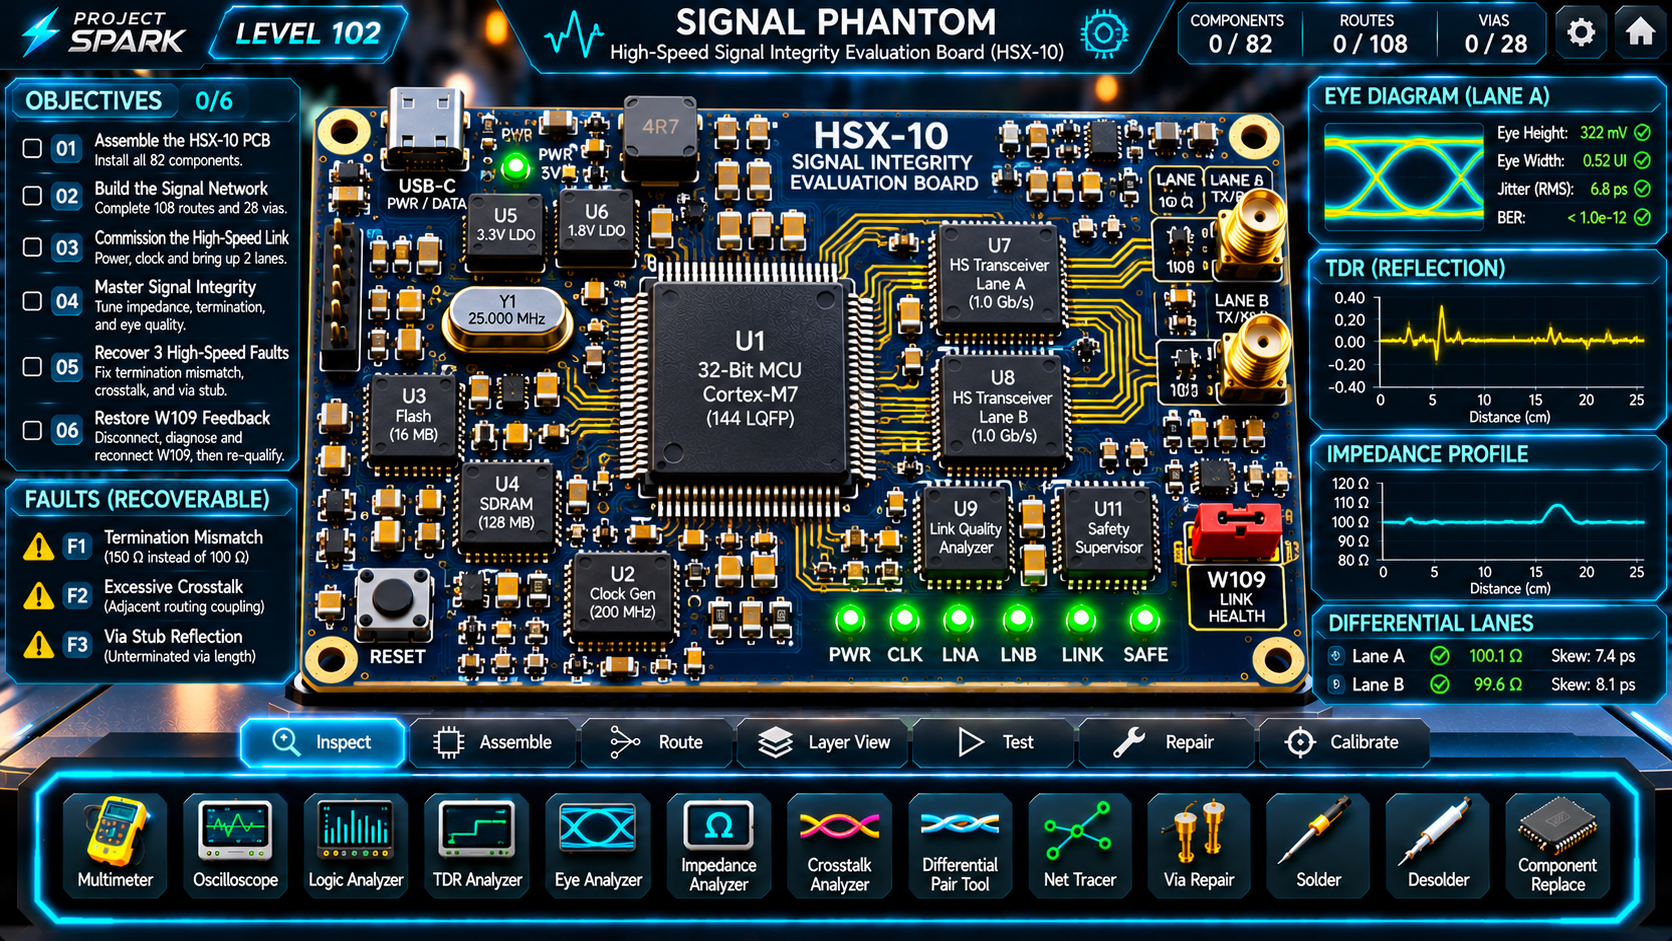 PROJECT
SPARK
LEVEL 102
SIGNAL PHANTOM
High-Speed Signal Integrity Evaluation Board (HSX-10)
COMPONENTS
0 / 82
ROUTES
0 / 108
VIAS
0 / 28
OBJECTIVES 0/6
01 Assemble the HSX-10 PCB
Install all 82 components.
02 Build the Signal Network
Complete 108 routes and 28 vias.
03 Commission the High-Speed Link
Power, clock and bring up 2 lanes.
04 Master Signal Integrity
Tune impedance, termination,
and eye quality.
05 Recover 3 High-Speed Faults
Fix termination mismatch,
crosstalk, and via stub.
06 Restore W109 Feedback
Disconnect, diagnose and
reconnect W109, then re-qualify.
FAULTS (RECOVERABLE)
F1 Termination Mismatch
(150 Ω instead of 100 Ω)
F2 Excessive Crosstalk
(Adjacent routing coupling)
F3 Via Stub Reflection
(Unterminated via length)
USB-C
PWR / DATA
PWR
PWR
3V
4R7
HSX-10
SIGNAL INTEGRITY
EVALUATION BOARD
U5
3.3V LDO
U6
1.8V LDO
Y1
25.000 MHz
U1
32-Bit MCU
Cortex-M7
(144 LQFP)
U7
HS Transceiver
Lane A
(1.0 Gb/s)
U8
HS Transceiver
Lane B
(1.0 Gb/s)
LANE
LANE
LANE B
U3
Flash
(16 MB)
U4
SDRAM
(128 MB)
U2
Clock Gen
(200 MHz)
U9
Link Quality
Analyzer
U11
Safety
Supervisor
W109
LINK
HEALTH
RESET
PWR CLK LNA LNB LINK SAFE
EYE DIAGRAM (LANE A)
Eye Height: 322 mV
Eye Width: 0.52 UI
Jitter (RMS): 6.8 ps
BER: < 1.0e-12
TDR (REFLECTION)
0.40
0.20
0.00
-0.20
-0.40
0 5 10 15 20 25
Distance (cm)
IMPEDANCE PROFILE
120 Ω
110 Ω
100 Ω
90 Ω
80 Ω
0 5 10 15 20 25
Distance (cm)
DIFFERENTIAL LANES
Lane A 100.1 Ω Skew: 7.4 ps
Lane B 99.6 Ω Skew: 8.1 ps
Inspect
Assemble
Route
Layer View
Test
Repair
Calibrate
Multimeter
Oscilloscope
Logic Analyzer
TDR Analyzer
Eye Analyzer
Impedance
Analyzer
Crosstalk
Analyzer
Differential
Pair Tool
Net Tracer
Via Repair
Solder
Desolder
Component
Replace